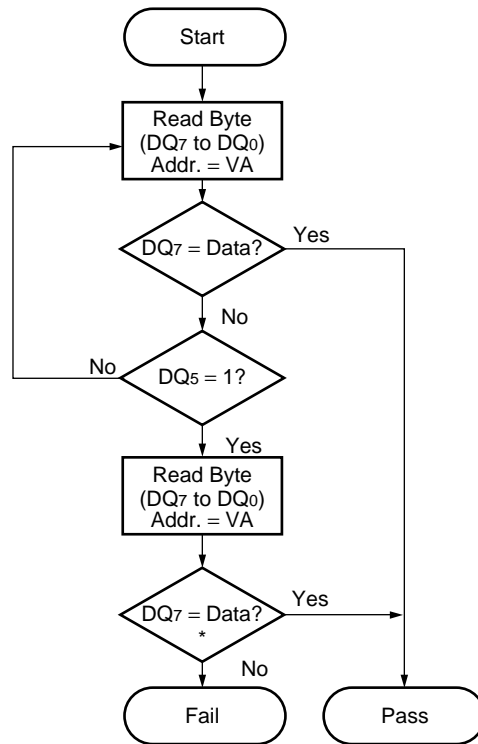 Start
Read Byte
(DQ7 to DQ0)
Addr. = VA
DQ7 = Data?
Yes
No
No
DQ5 = 1?
Yes
Read Byte
(DQ7 to DQ0)
Addr. = VA
DQ7 = Data?
*
Yes
No
Fail
Pass